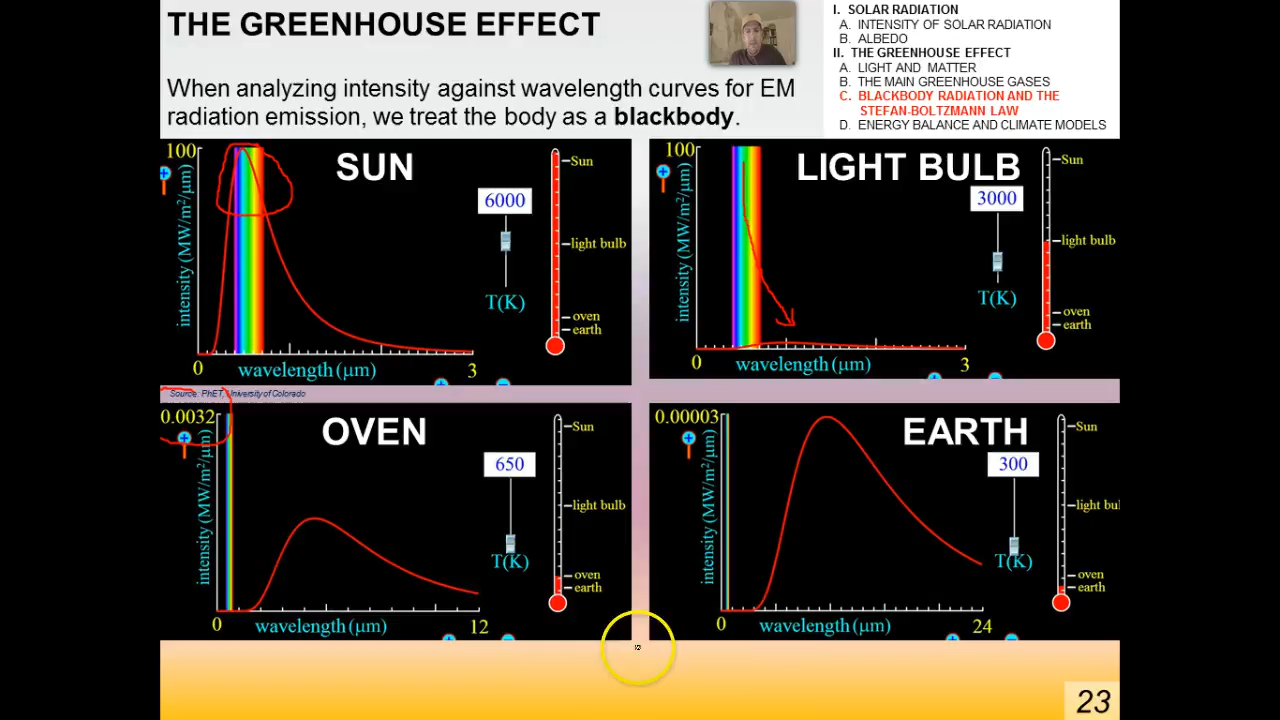 THE GREENHOUSE EFFECT
When analyzing intensity against wavelength curves for EM
radiation emission, we treat the body as a blackbody.
I. SOLAR RADIATION
A. INTENSITY OF SOLAR RADIATION
B. ALBEDO
II. THE GREENHOUSE EFFECT
A. LIGHT AND MATTER
B. THE MAIN GREENHOUSE GASES
C. BLACKBODY RADIATION AND THE
STEFAN-BOLTZMANN LAW
D. ENERGY BALANCE AND CLIMATE MODELS
100
SUN
intensity (MW/m²/μm)
6000
T(K)
Sun
light bulb
oven
earth
0
wavelength (μm)
3
100
LIGHT BULB
intensity (MW/m²/μm)
3000
T(K)
Sun
light bulb
oven
earth
0
wavelength (μm)
3
Source: PhET, University of Colorado
0.0032
OVEN
intensity (MW/m²/μm)
650
T(K)
Sun
light bulb
oven
earth
0
wavelength (μm)
12
0.00003
EARTH
intensity (MW/m²/μm)
300
T(K)
Sun
light bul
oven
earth
0
wavelength (μm)
24
23